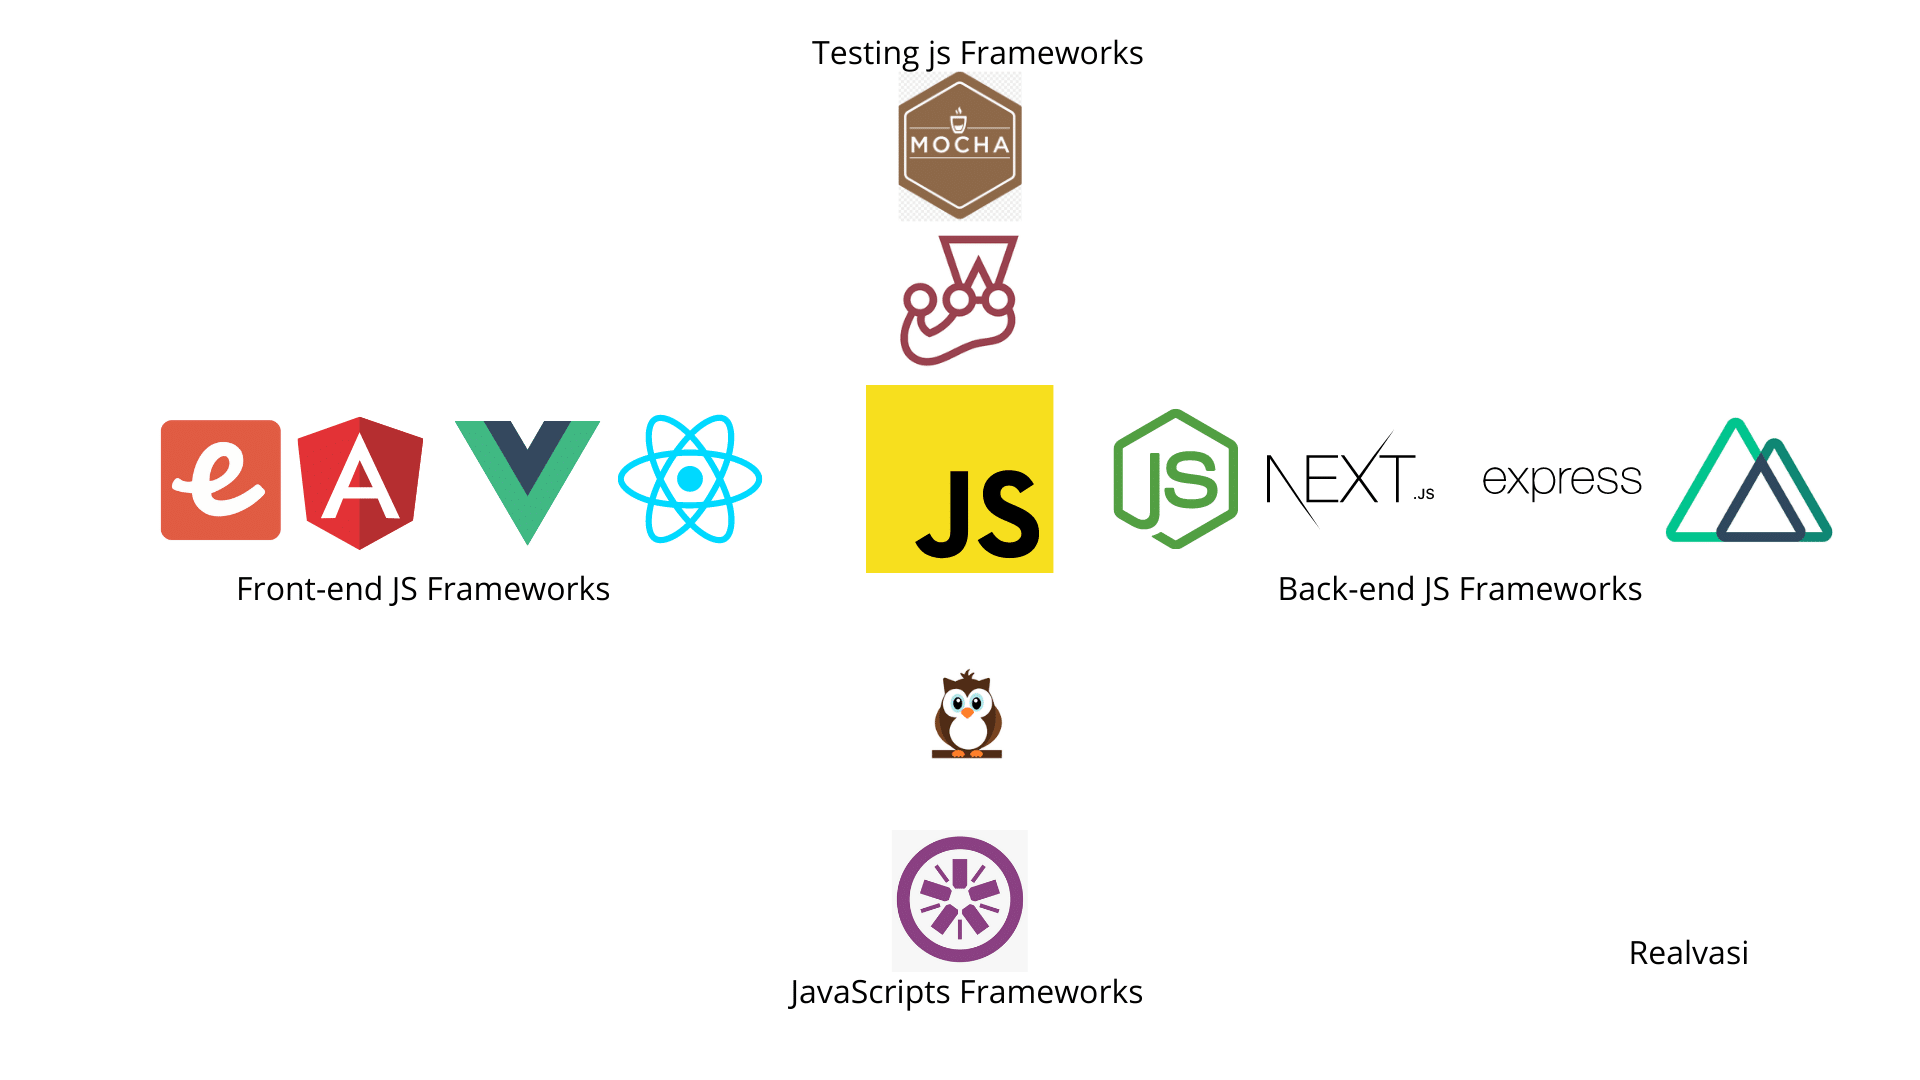 Testing js Frameworks
MOCHA
JS
JS
NEXT.JS
express
Front-end JS Frameworks
Back-end JS Frameworks
Realvasi
JavaScripts Frameworks